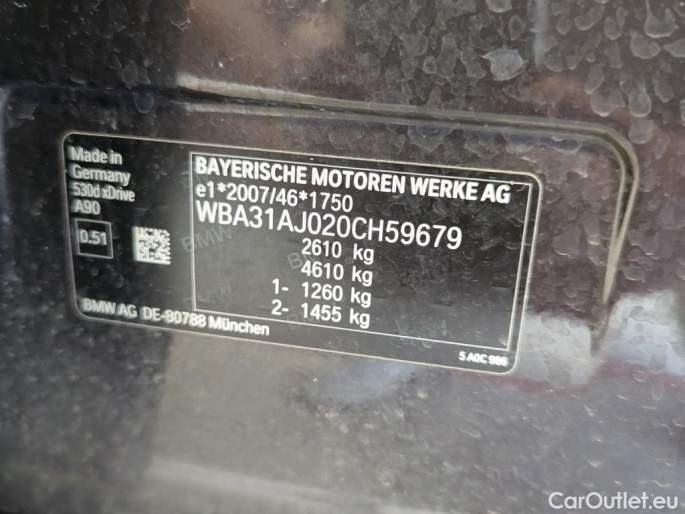 Made in
Germany
530d xDrive
A90
0.51
BAYERISCHE MOTOREN WERKE AG
e1*2007/46*1750
WBA31AJ020CH59679
2610 kg
4610 kg
1- 1260 kg
2- 1455 kg
BMW AG DE-80788 München
5 A0C 986
CarOutlet.eu